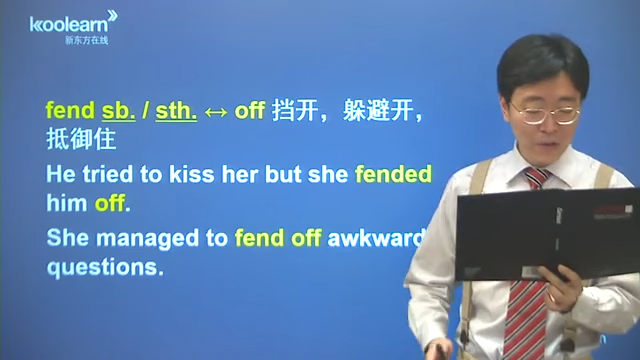 koolearn
新东方在线
fend sb. / sth. ↔ off 挡开，躲避开，
抵御住
He tried to kiss her but she fended
him off.
She managed to fend off awkward
questions.